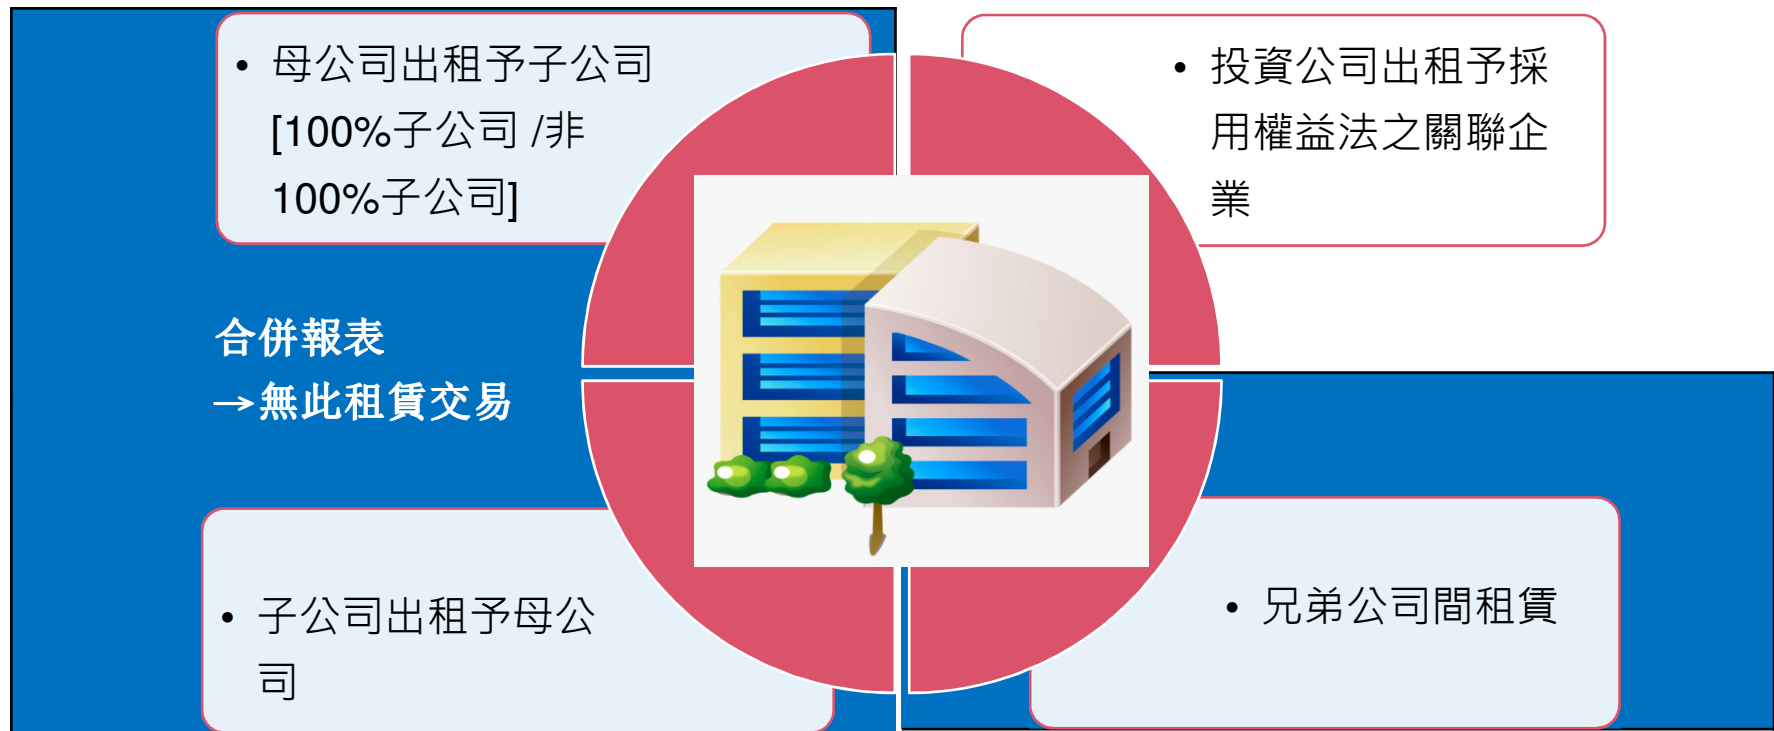 • 母公司出租予子公司
[100%子公司 /非
100%子公司]
• 投資公司出租予採
用權益法之關聯企
業
合併報表
→無此租賃交易
• 子公司出租予母公
司
• 兄弟公司間租賃